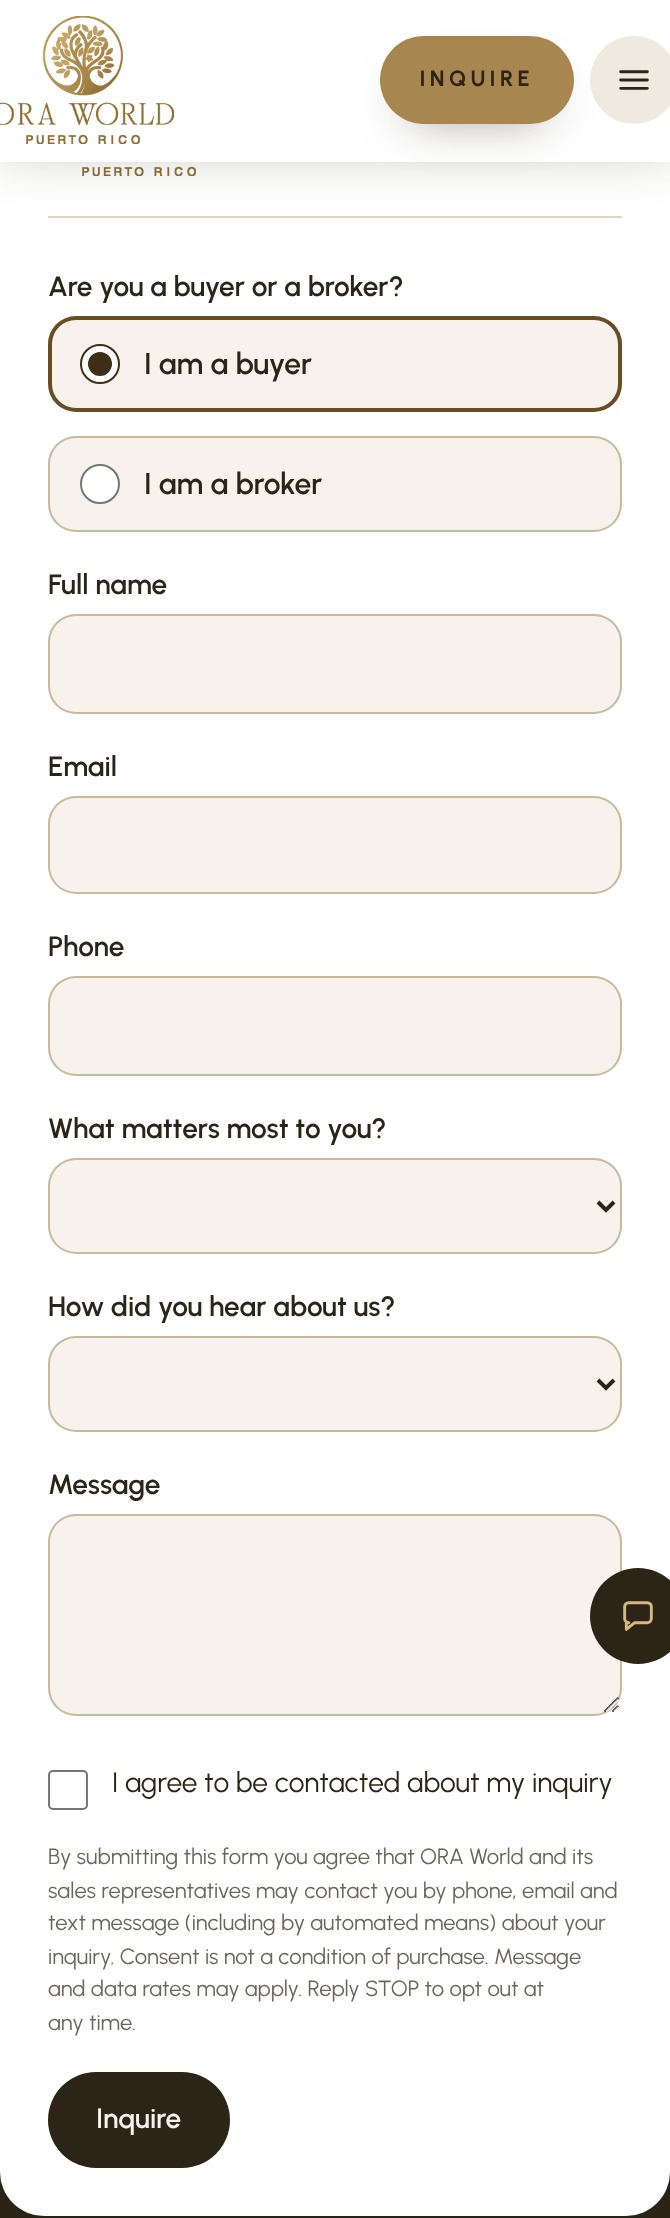 ORA WORLD
PUERTO RICO
INQUIRE
PUERTO RICO
Are you a buyer or a broker?
I am a buyer
I am a broker
Full name
Email
Phone
What matters most to you?
How did you hear about us?
Message
I agree to be contacted about my inquiry
By submitting this form you agree that ORA World and its
sales representatives may contact you by phone, email and
text message (including by automated means) about your
inquiry. Consent is not a condition of purchase. Message
and data rates may apply. Reply STOP to opt out at
any time.
Inquire